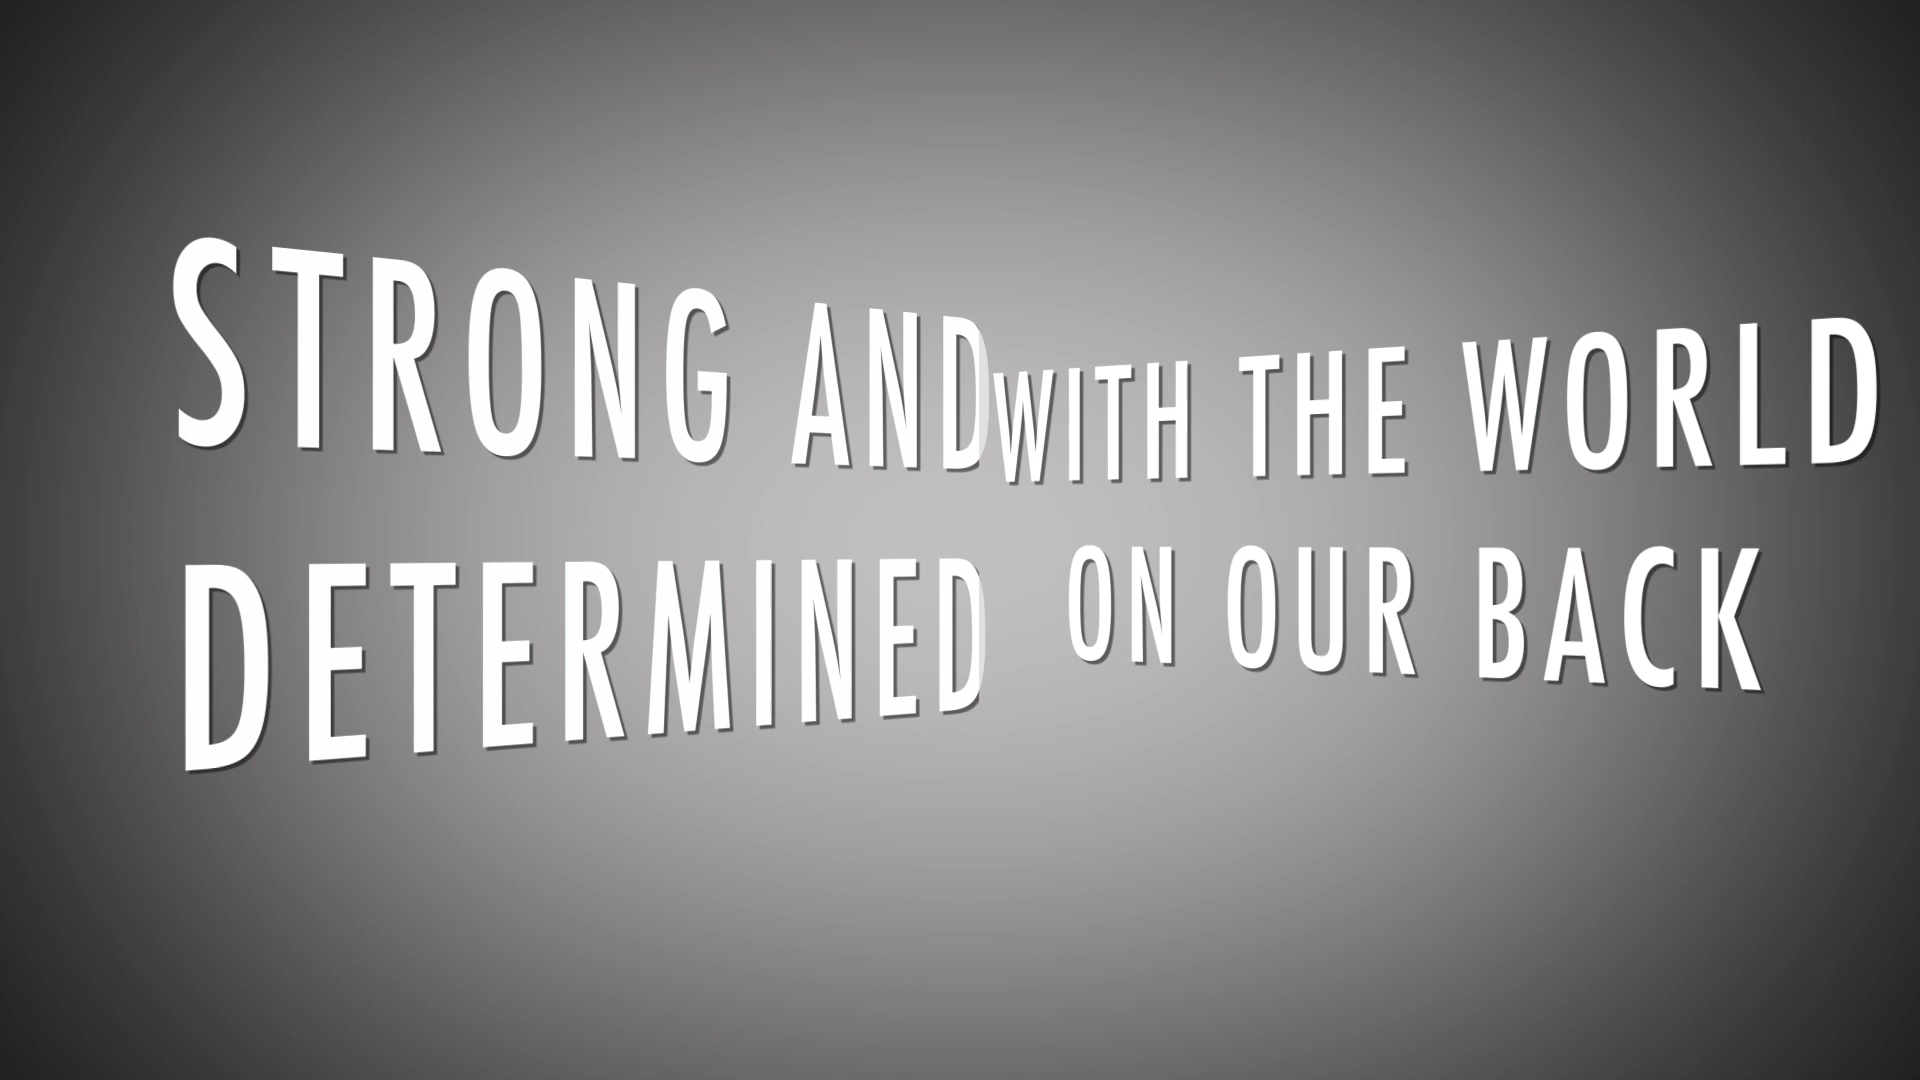 STRONG AND
DETERMINED
WITH THE WORLD
ON OUR BACK